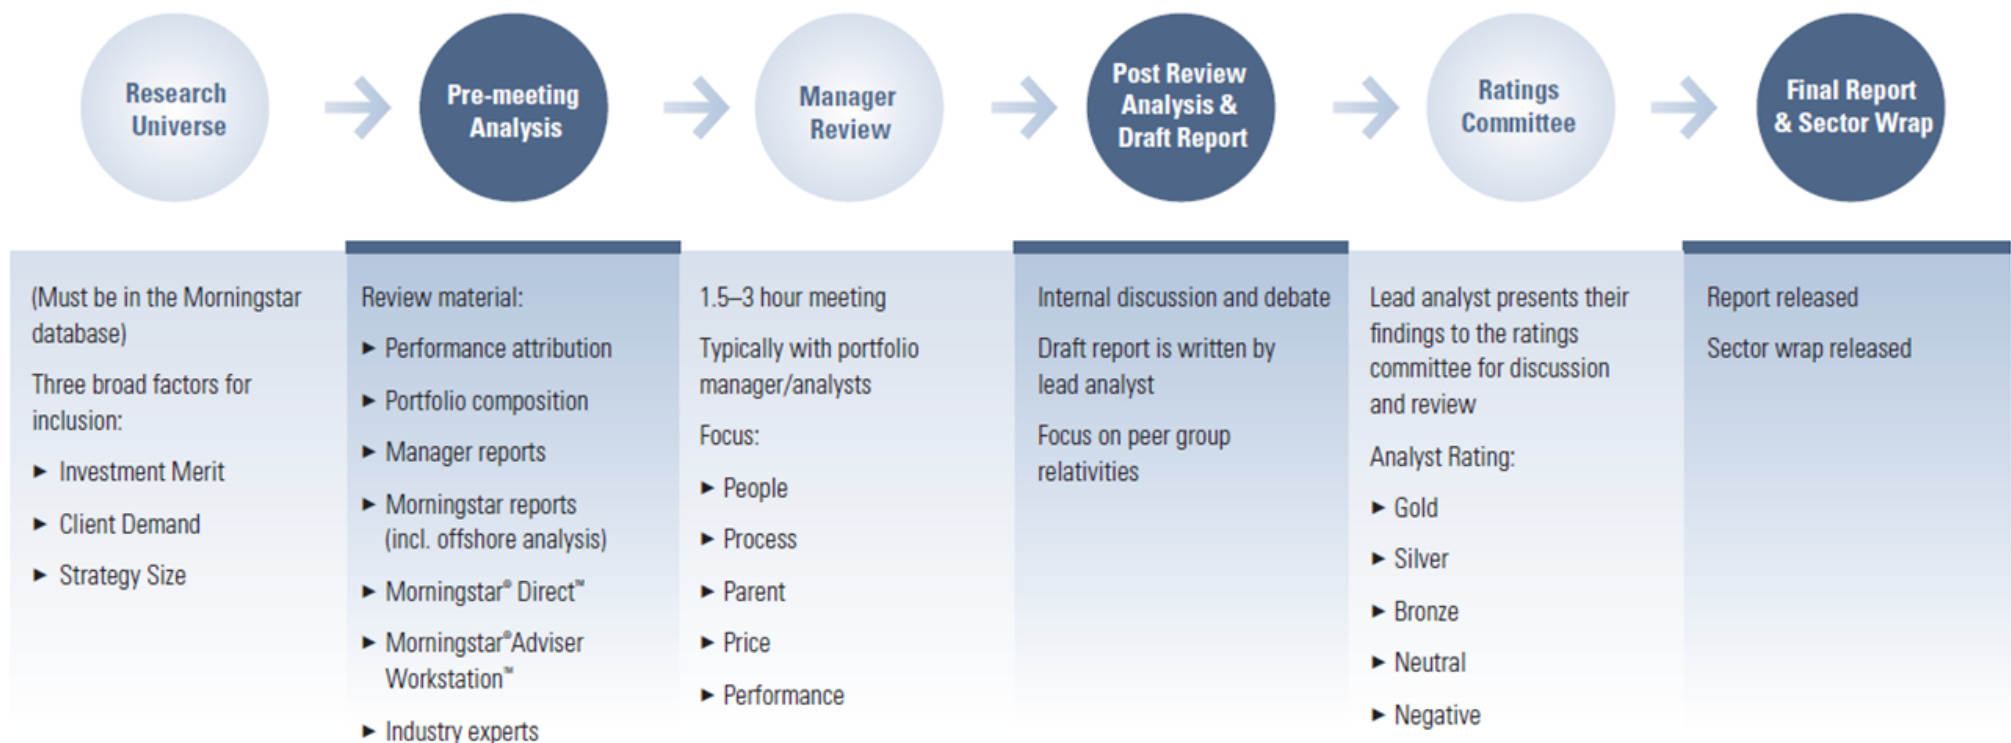 Research
Universe
Pre-meeting
Analysis
Manager
Review
Post Review
Analysis &
Draft Report
Ratings
Committee
Final Report
& Sector Wrap
(Must be in the Morningstar
database)
Three broad factors for
inclusion:
► Investment Merit
► Client Demand
► Strategy Size
Review material:
► Performance attribution
► Portfolio composition
► Manager reports
► Morningstar reports
(incl. offshore analysis)
► Morningstar® Direct™
► Morningstar®Adviser
Workstation™
► Industry experts
1.5–3 hour meeting
Typically with portfolio
manager/analysts
Focus:
► People
► Process
► Parent
► Price
► Performance
Internal discussion and debate
Draft report is written by
lead analyst
Focus on peer group
relativities
Lead analyst presents their
findings to the ratings
committee for discussion
and review
Analyst Rating:
► Gold
► Silver
► Bronze
► Neutral
► Negative
Report released
Sector wrap released